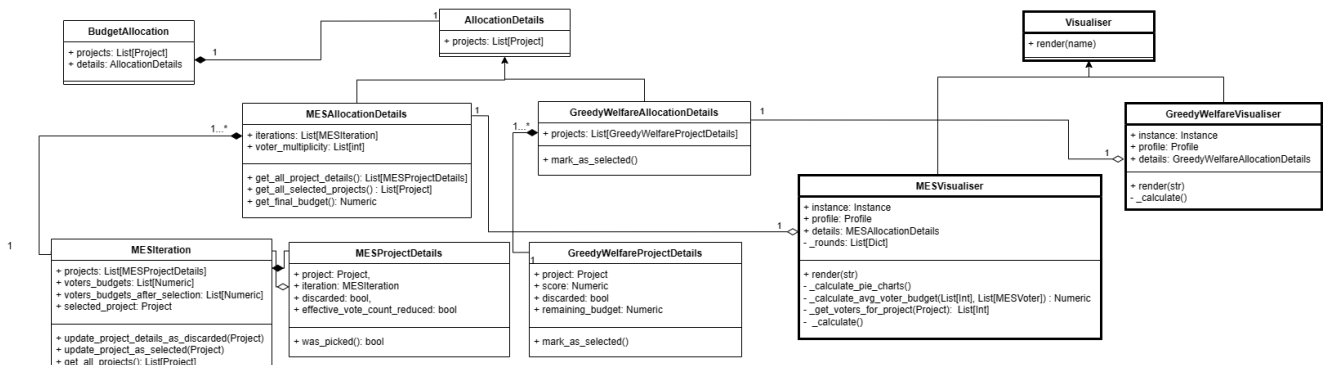 BudgetAllocation
+ projects: List[Project]
+ details: AllocationDetails
1
1
AllocationDetails
+ projects: List[Project]
Visualiser
+ render(name)
MESAllocationDetails
+ iterations: List[MESIteration]
+ voter_multiplicity: List[int]
+ get_all_project_details(): List[MESProjectDetails]
+ get_all_selected_projects() : List[Project]
+ get_final_budget(): Numeric
1...*
1
GreedyWelfareAllocationDetails
+ projects: List[GreedyWelfareProjectDetails]
+ mark_as_selected()
1...*
1
GreedyWelfareVisualiser
+ instance: Instance
+ profile: Profile
+ details: GreedyWelfareAllocationDetails
+ render(str)
- _calculate()
1
MESVisualiser
+ instance: Instance
+ profile: Profile
+ details: MESAllocationDetails
- _rounds: List[Dict]
+ render(str)
- _calculate_pie_charts()
- _calculate_avg_voter_budget(List[Int], List[MESVoter]) : Numeric
- _get_voters_for_project(Project): List[Int]
- _calculate()
1
1
MESIteration
+ projects: List[MESProjectDetails]
+ voters_budgets: List[Numeric]
+ voters_budgets_after_selection: List[Numeric]
+ selected_project: Project
+ update_project_details_as_discarded(Project)
+ update_project_as_selected(Project)
+ get_all_projects(): List[Project]
MESProjectDetails
+ project: Project,
+ iteration: MESIteration
+ discarded: bool,
+ effective_vote_count_reduced: bool
+ was_picked(): bool
GreedyWelfareProjectDetails
1
+ project: Project
+ score: Numeric
+ discarded: bool
+ remaining_budget: Numeric
+ mark_as_selected()